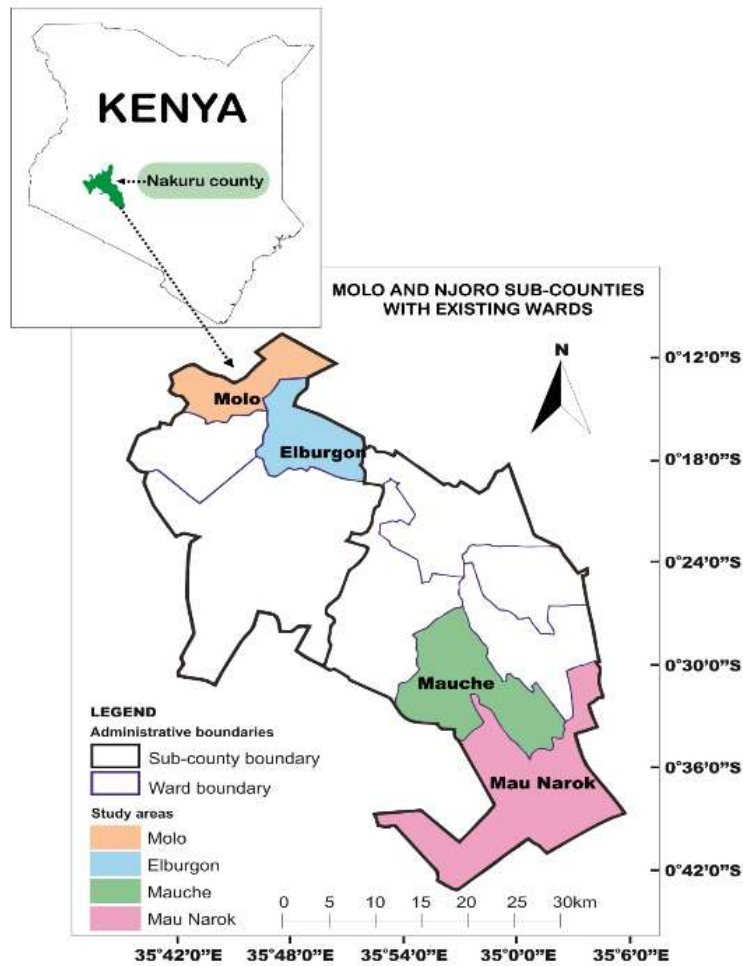 KENYA
Nakuru county
MOLO AND NJORO SUB-COUNTIES
WITH EXISTING WARDS
N
0°12'0"S
Molo
Elburgon
0°18'0"S
0°24'0"S
0°30'0"S
Mauche
LEGEND
Administrative boundaries
Sub-county boundary
Ward boundary
0°36'0"S
Mau Narok
Study areas
Molo
Elburgon
Mauche
Mau Narok
0°42'0"S
0 5 10 12 20 25 30km
35°42'0"E 35°48'0"E 35°54'0"E 35°0'0"E 35°6'0"E